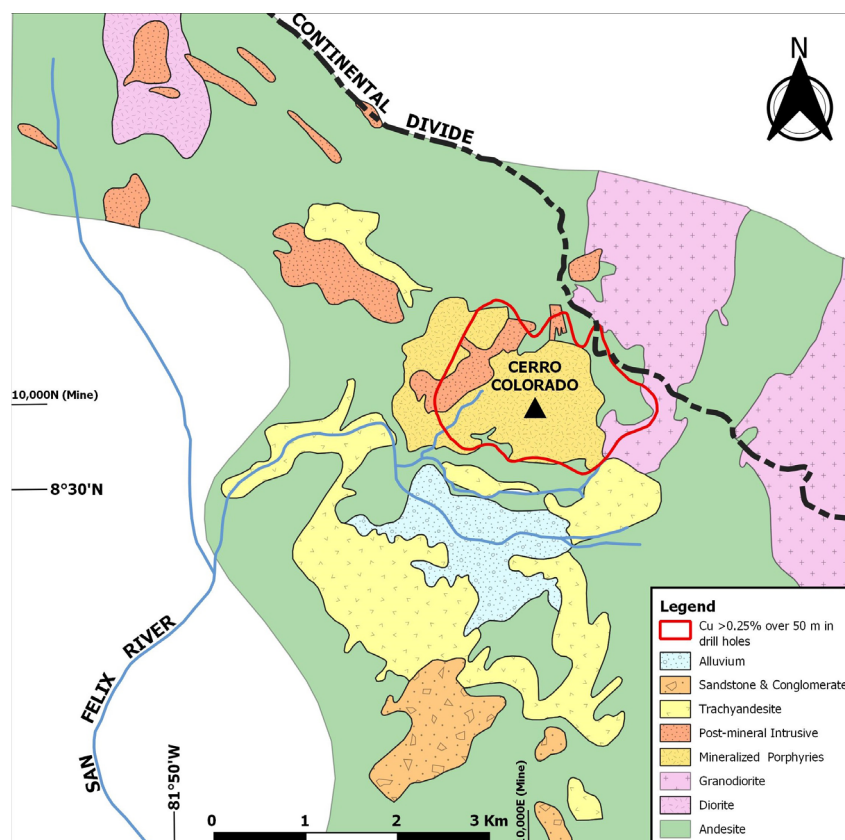 CONTINENTAL
DIVIDE
N
CERRO
COLORADO
10,000N (Mine)
8°30'N
SAN FELIX RIVER
81°50'W
0,000E (Mine)
0 1 2 3 Km
Legend
Cu >0.25% over 50 m in
drill holes
Alluvium
Sandstone & Conglomerate
Trachyandesite
Post-mineral Intrusive
Mineralized Porphyries
Granodiorite
Diorite
Andesite